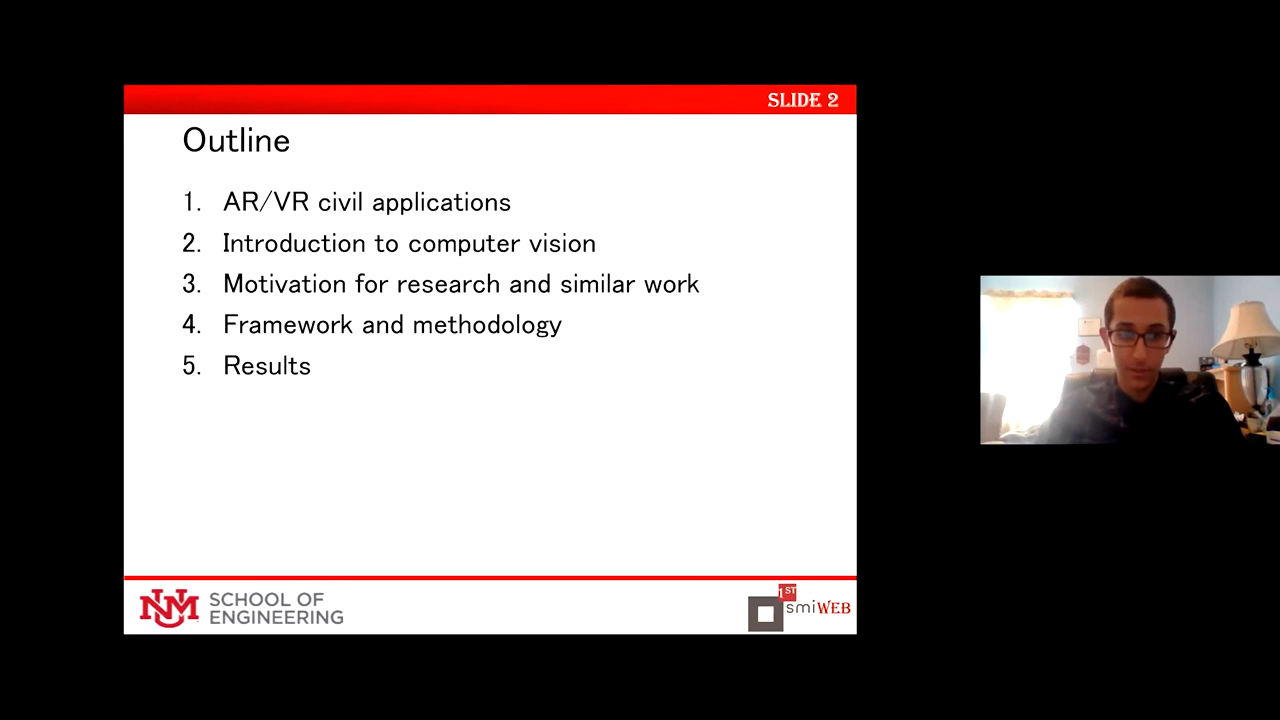 SLIDE 2
Outline
1. AR/VR civil applications
2. Introduction to computer vision
3. Motivation for research and similar work
4. Framework and methodology
5. Results
UNM SCHOOL OF
ENGINEERING
1ST
smiWEB